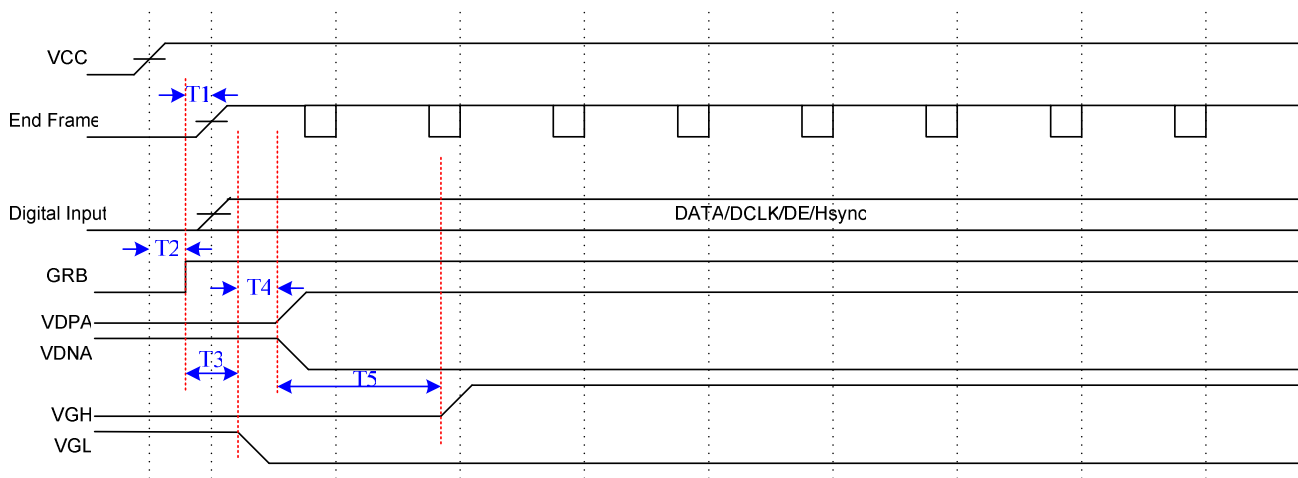 VCC
T1
End Frame
Digital Input
DATA/DCLK/DE/Hsync
T2
GRB
T4
VDPA
VDNA
T3
T5
VGH
VGL